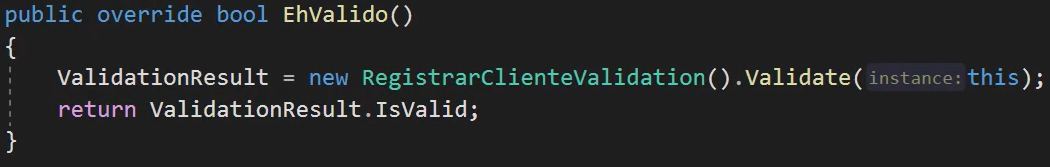 public override bool EhValido()
{
ValidationResult = new RegistrarClienteValidation().Validate(instance:this);
return ValidationResult.IsValid;
}